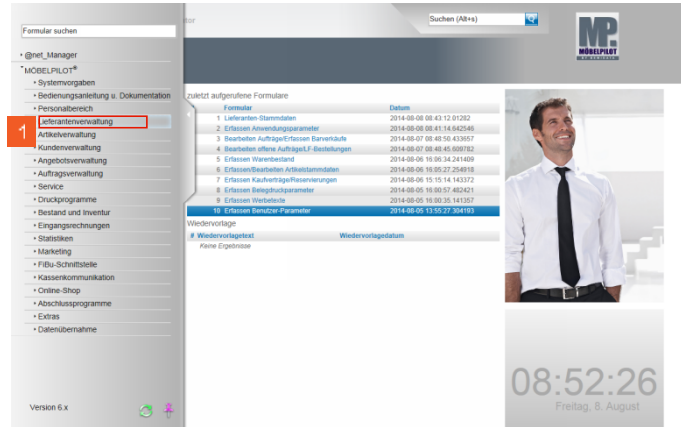 dor
Suchen (Alt+s)
MP.
MÖBELPILOT
Formular suchen
@net_Manager
MÖBELPILOT®
Systemvorgaben
Bedienungsanleitung u. Dokumentation
Personalbereich
1
Lieferantenverwaltung
Artikelverwaltung
Kundenverwaltung
Angebotsverwaltung
Auftragsverwaltung
Service
Druckprogramme
Bestand und Inventur
Eingangsrechnungen
Statistiken
Marketing
FiBu-Schnittstelle
Kassenkommunikation
Online-Shop
Abschlussprogramme
Extras
Datenübernahme
Version 6.x
zuletzt aufgerufene Formulare
Formular Datum
1 Lieferanten-Stammdaten 2014-08-08 08:43:12.01282
2 Erfassen Anwendungsparameter 2014-08-08 08:41:14.642546
3 Bearbeiten Aufträge/Erfassen Barverkäufe 2014-08-07 08:48:56.433657
4 Bearbeiten offene Aufträge/LF-Bestellungen 2014-08-07 08:48:45.608782
5 Erfassen Warenbestand 2014-08-06 16:06:34.241409
6 Erfassen/Bearbeiten Artikelstammdaten 2014-08-06 16:05:27.254918
7 Erfassen Kaufverträge/Reservierungen 2014-08-06 15:15:14.143372
8 Erfassen Belegdruckparameter 2014-08-05 16:00:57.482421
9 Erfassen Werbetexte 2014-08-05 16:00:35.141357
10 Erfassen Benutzer-Parameter 2014-08-05 13:55:27.304193
Wiedervorlage
# Wiedervorlagetext Wiedervorlagedatum
Keine Ergebnisse
08:52:26
Freitag, 8. August